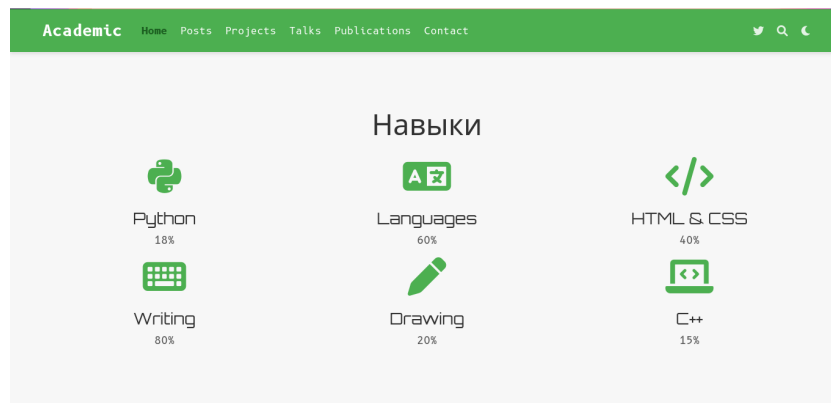 Academic Home Posts Projects Talks Publications Contact
Навыки
Python Languages HTML & CSS
18% 60% 40%
Writing Drawing C++
80% 20% 15%